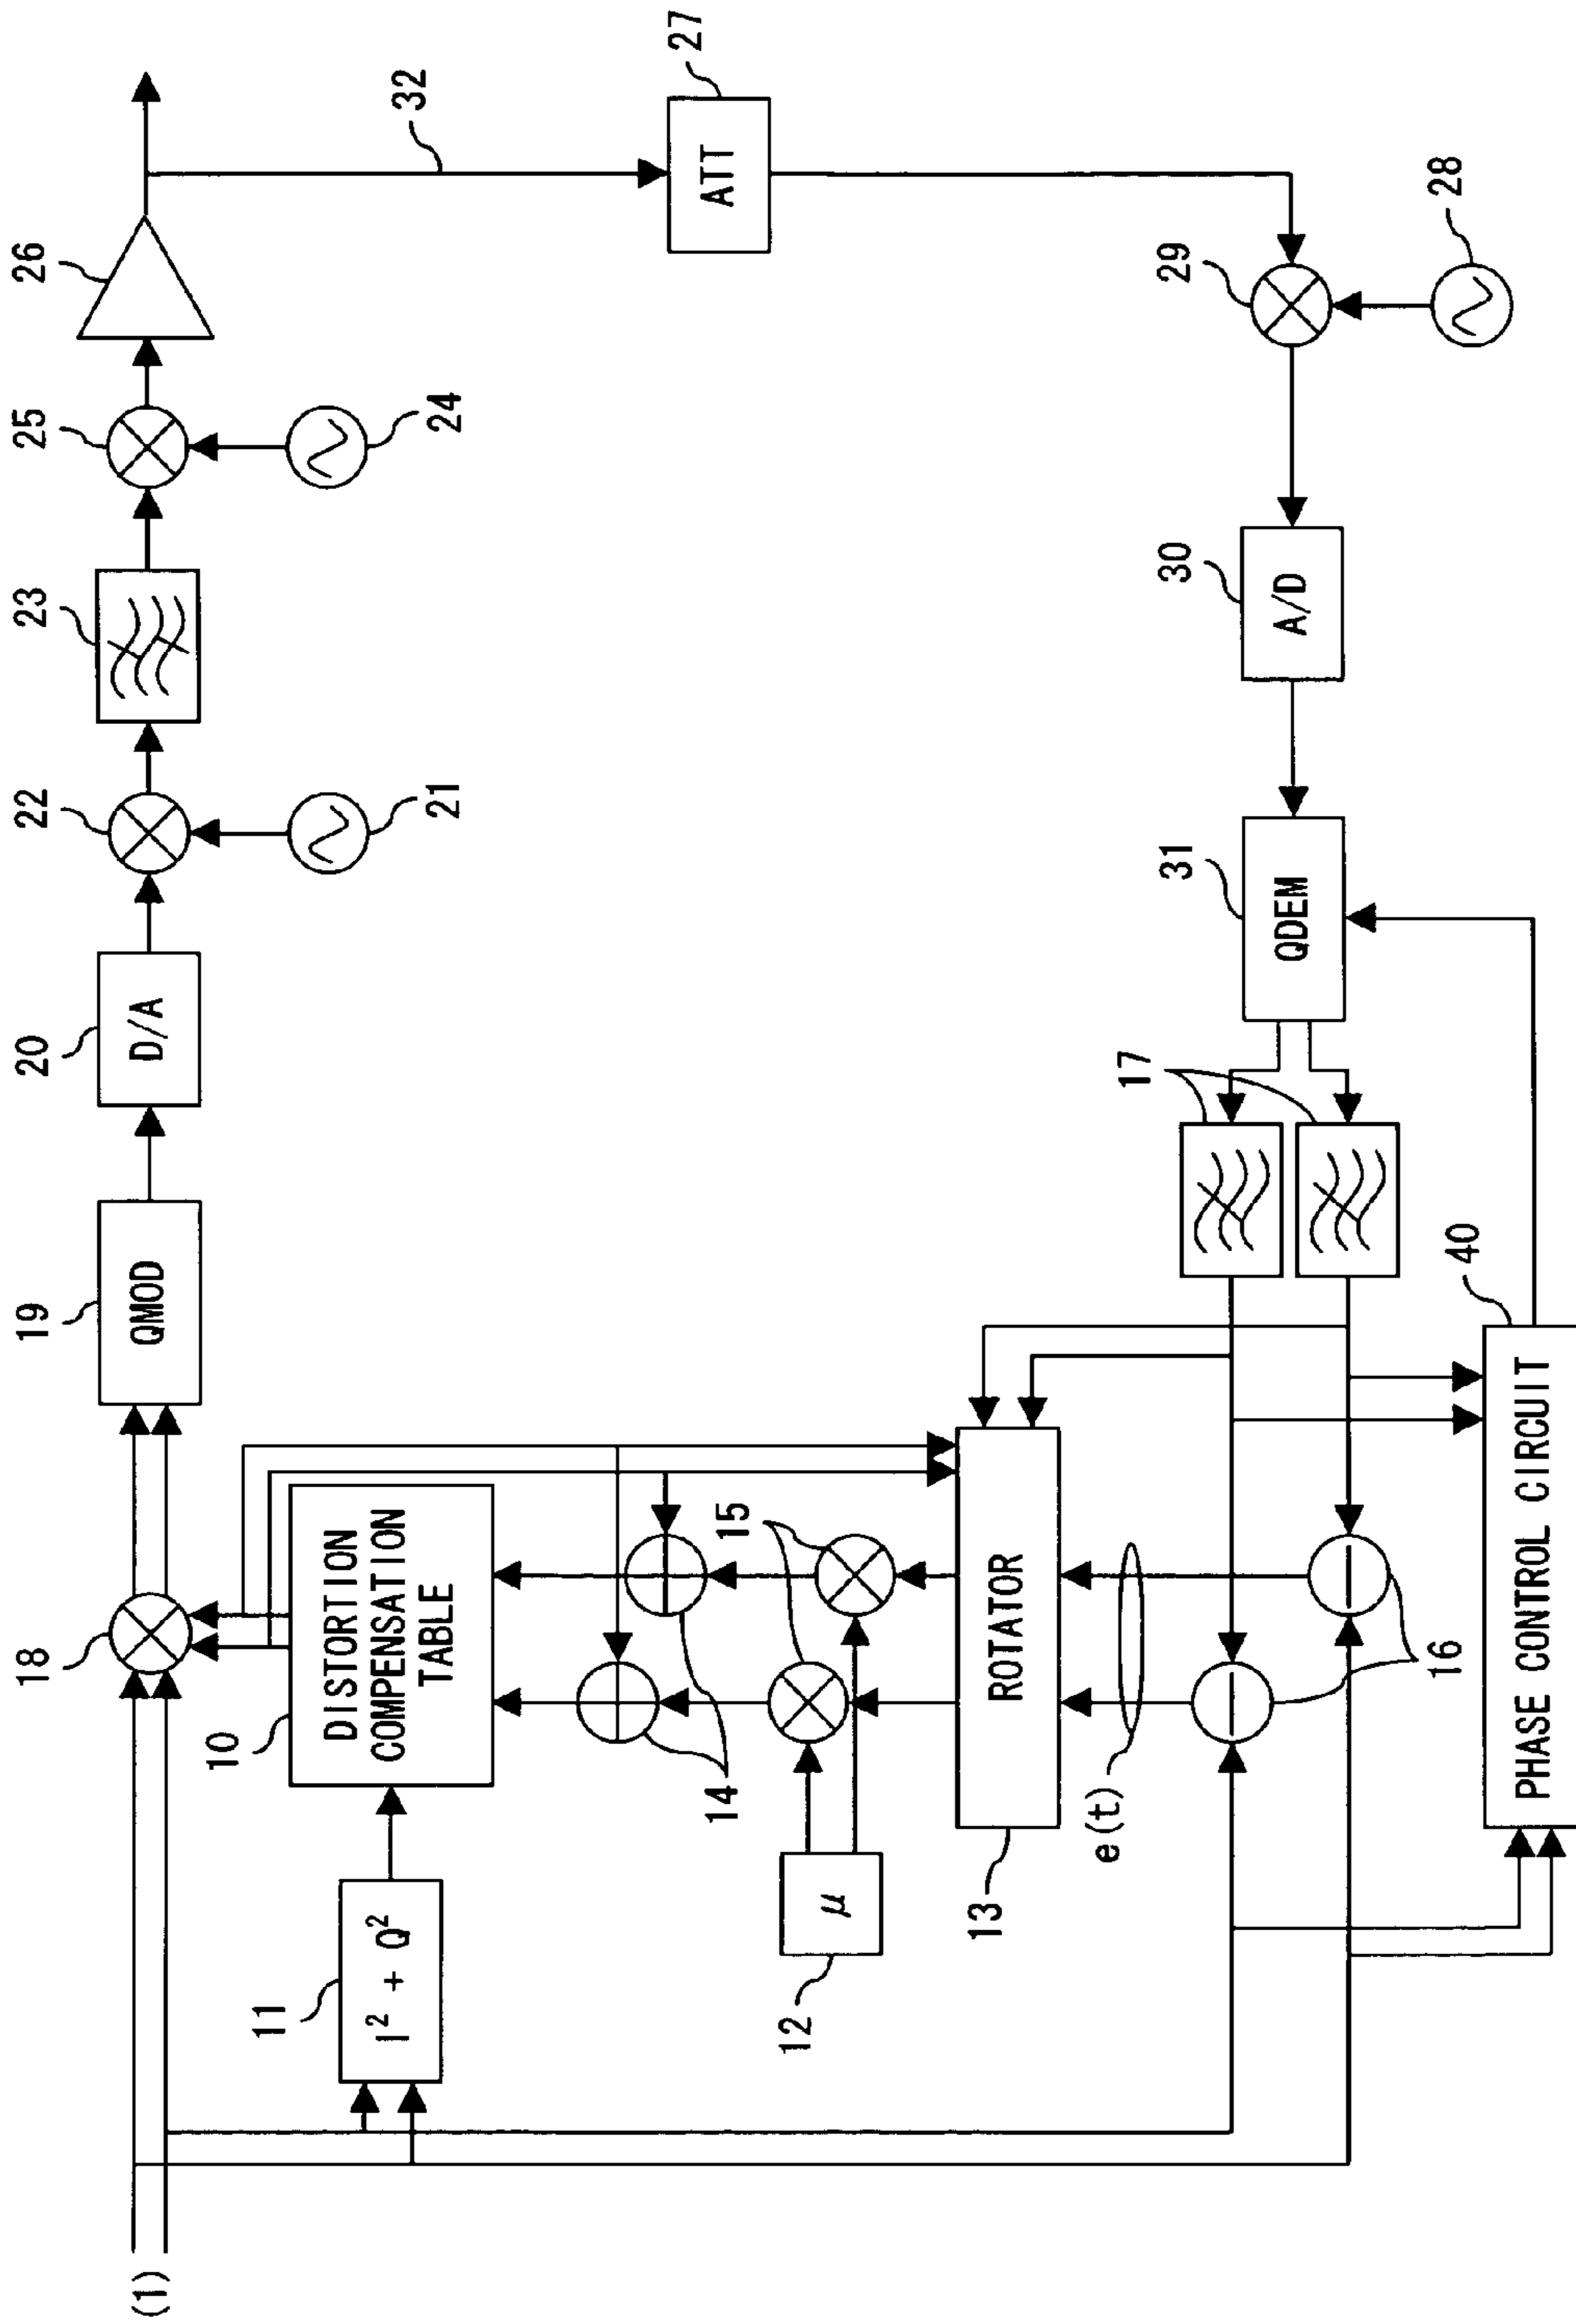 (1)
18
19
QMOD
20
D/A
22
21
23
25
24
26
32
27
ATT
11
I² + Q²
10
DISTORTION
COMPENSATION
TABLE
14
15
12
μ
13
ROTATOR
e(t)
16
17
31
QDEM
30
A/D
29
28
40
PHASE CONTROL CIRCUIT